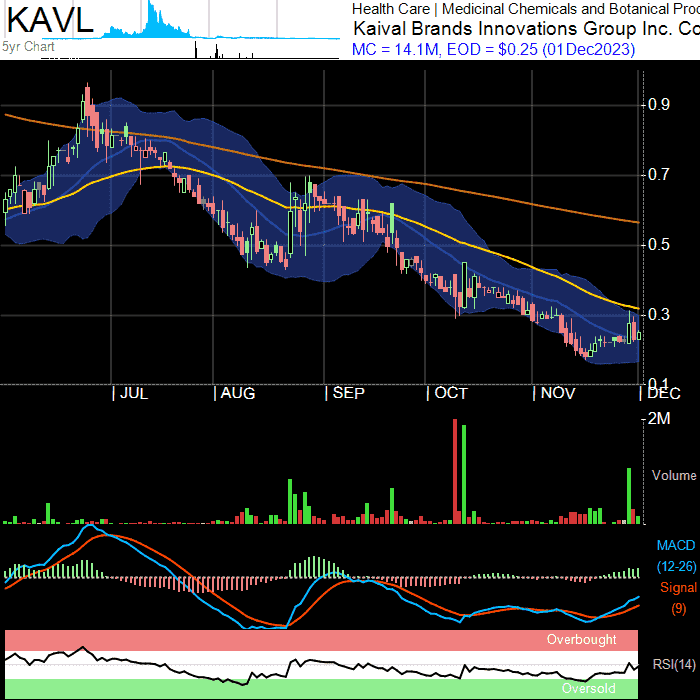 KAVL
5yr Chart
Health Care | Medicinal Chemicals and Botanical Pro
Kaival Brands Innovations Group Inc. Co
MC = 14.1M, EOD = $0.25 (01Dec2023)
0.9
0.7
0.5
0.3
0.1
JUL AUG SEP OCT NOV DEC
2M
Volume
MACD
(12-26)
Signal
(9)
Overbought
RSI(14)
Oversold